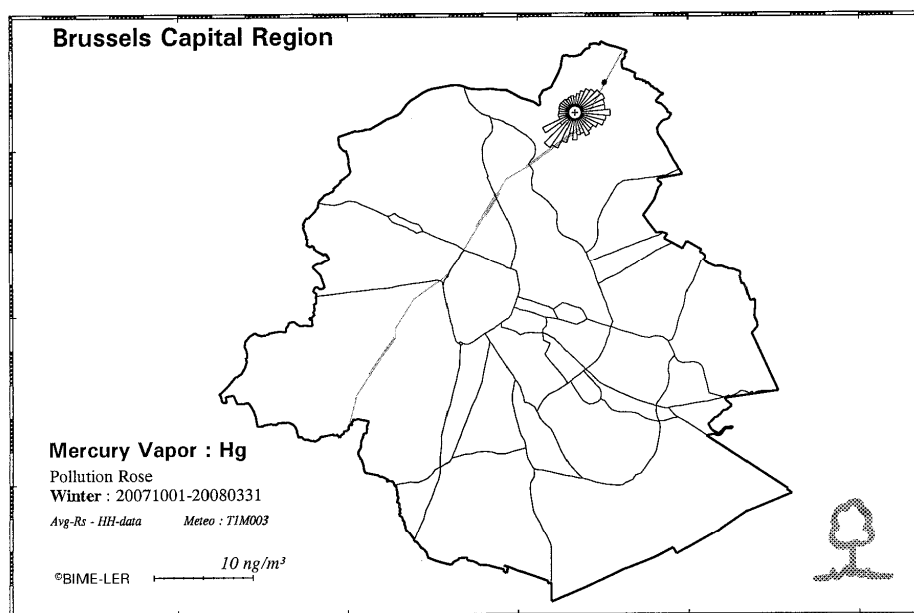 Brussels Capital Region
Mercury Vapor : Hg
Pollution Rose
Winter : 20071001-20080331
Avg-Rs - HH-data Meteo : T1M003
10 ng/m³
©BIME-LER